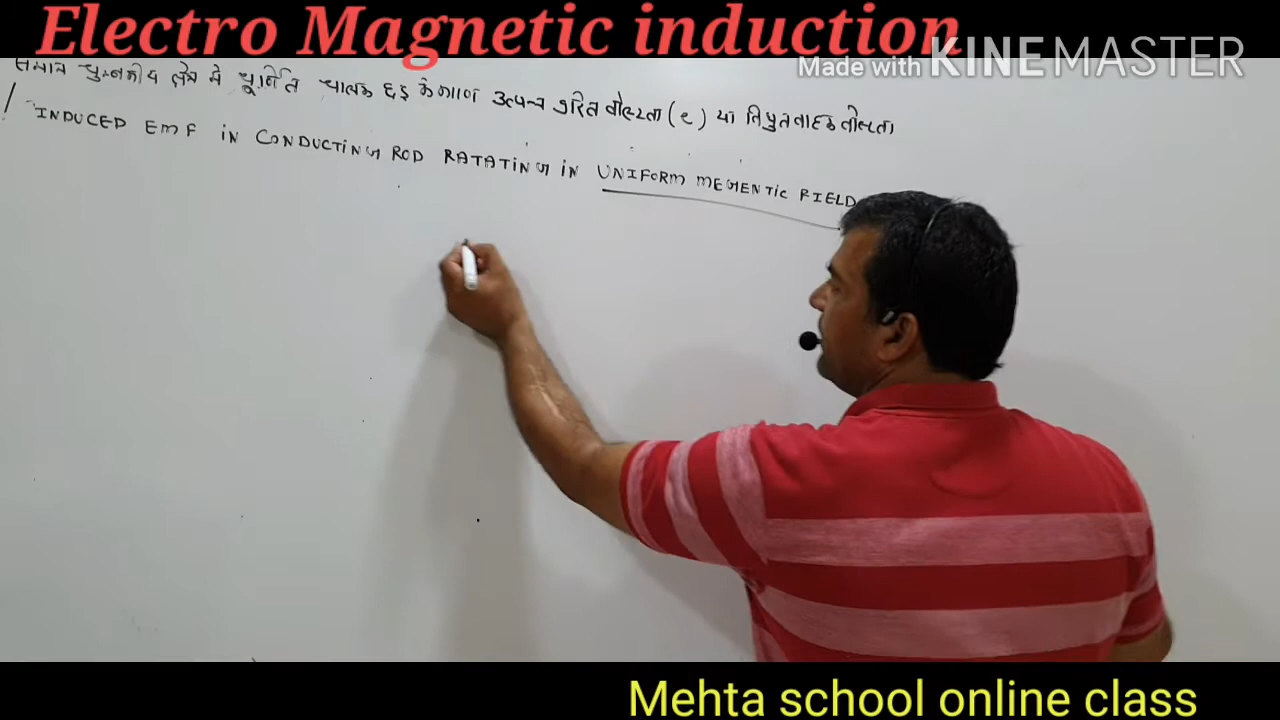 Electro Magnetic induction
Made with KINEMASTER
समान चुम्बकीय क्षेत्र मे घूर्णित चालक छड़ के कारण उत्पन्न प्रेरित वोल्टता (e) या विधुतवाहक वोल्टता
INDUCED EMF IN CONDUCTING ROD RATATING IN UNIFORM MEGENTIC FIELD
Mehta school online class